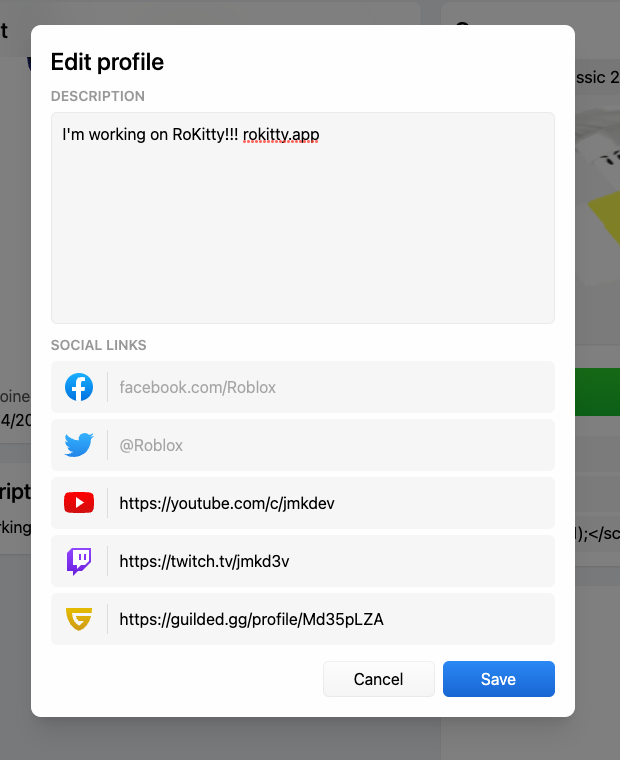 Edit profile
DESCRIPTION
I'm working on RoKitty!!! rokitty.app
SOCIAL LINKS
facebook.com/Roblox
@Roblox
https://youtube.com/c/jmkdev
https://twitch.tv/jmkd3v
https://guilded.gg/profile/Md35pLZA
Cancel
Save
ssic 2
oine
4/20
ript
rking
);</sc